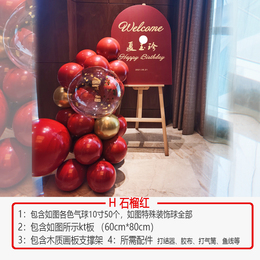 Welcome
夏玉玲
Happy Birthday
H 石榴红
1：包含如图各色气球10寸50个，如图特殊装饰球全部
2：包含如图所示kt板 （60cm*80cm）
3：包含木质画板支撑架 4：所需配件 打结器、胶布、打气筒、鱼线等